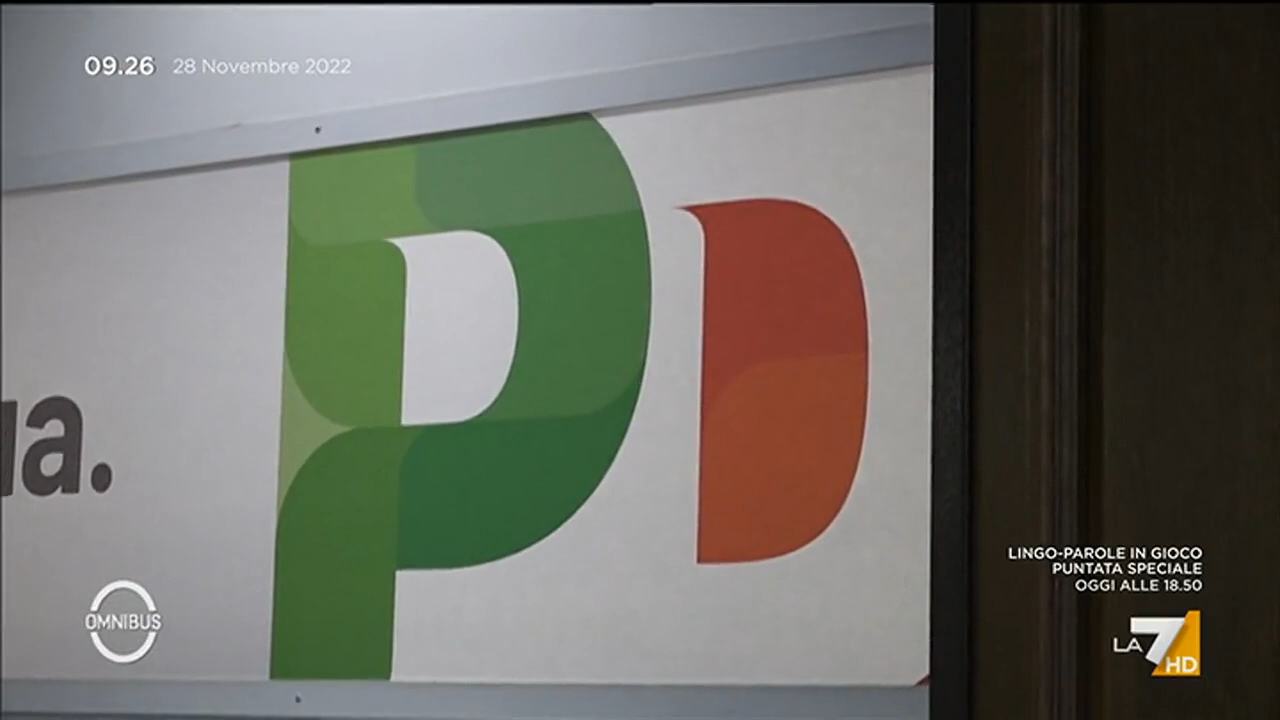 09.26 28 Novembre 2022
PD
a.
OMNIBUS
LINGO-PAROLE IN GIOCO
PUNTATA SPECIALE
OGGI ALLE 18.50
LA7
HD